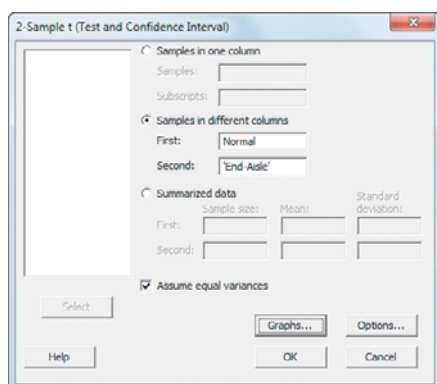 2-Sample t (Test and Confidence Interval)
Samples in one column
Samples:
Subscripts:
Samples in different columns
First: Normal
Second: 'End-Aisle'
Summarized data
Sample size: Mean: Standard deviation:
First:
Second:
Assume equal variances
Select
Graphs... Options...
Help OK Cancel